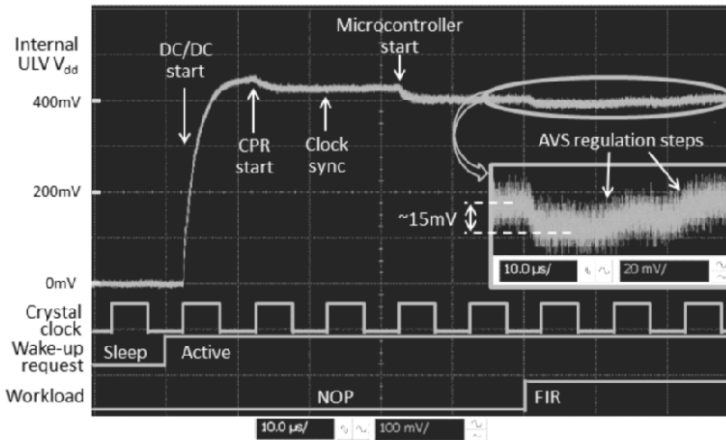 Internal
ULV Vdd
400mV
200mV
0mV
DC/DC
start
CPR
start
Clock
sync
Microcontroller
start
AVS regulation steps
~15mV
10.0 µs/ 20 mV/
Crystal
clock
Wake-up
request
Sleep Active
Workload NOP FIR
10.0 µs/ 100 mV/